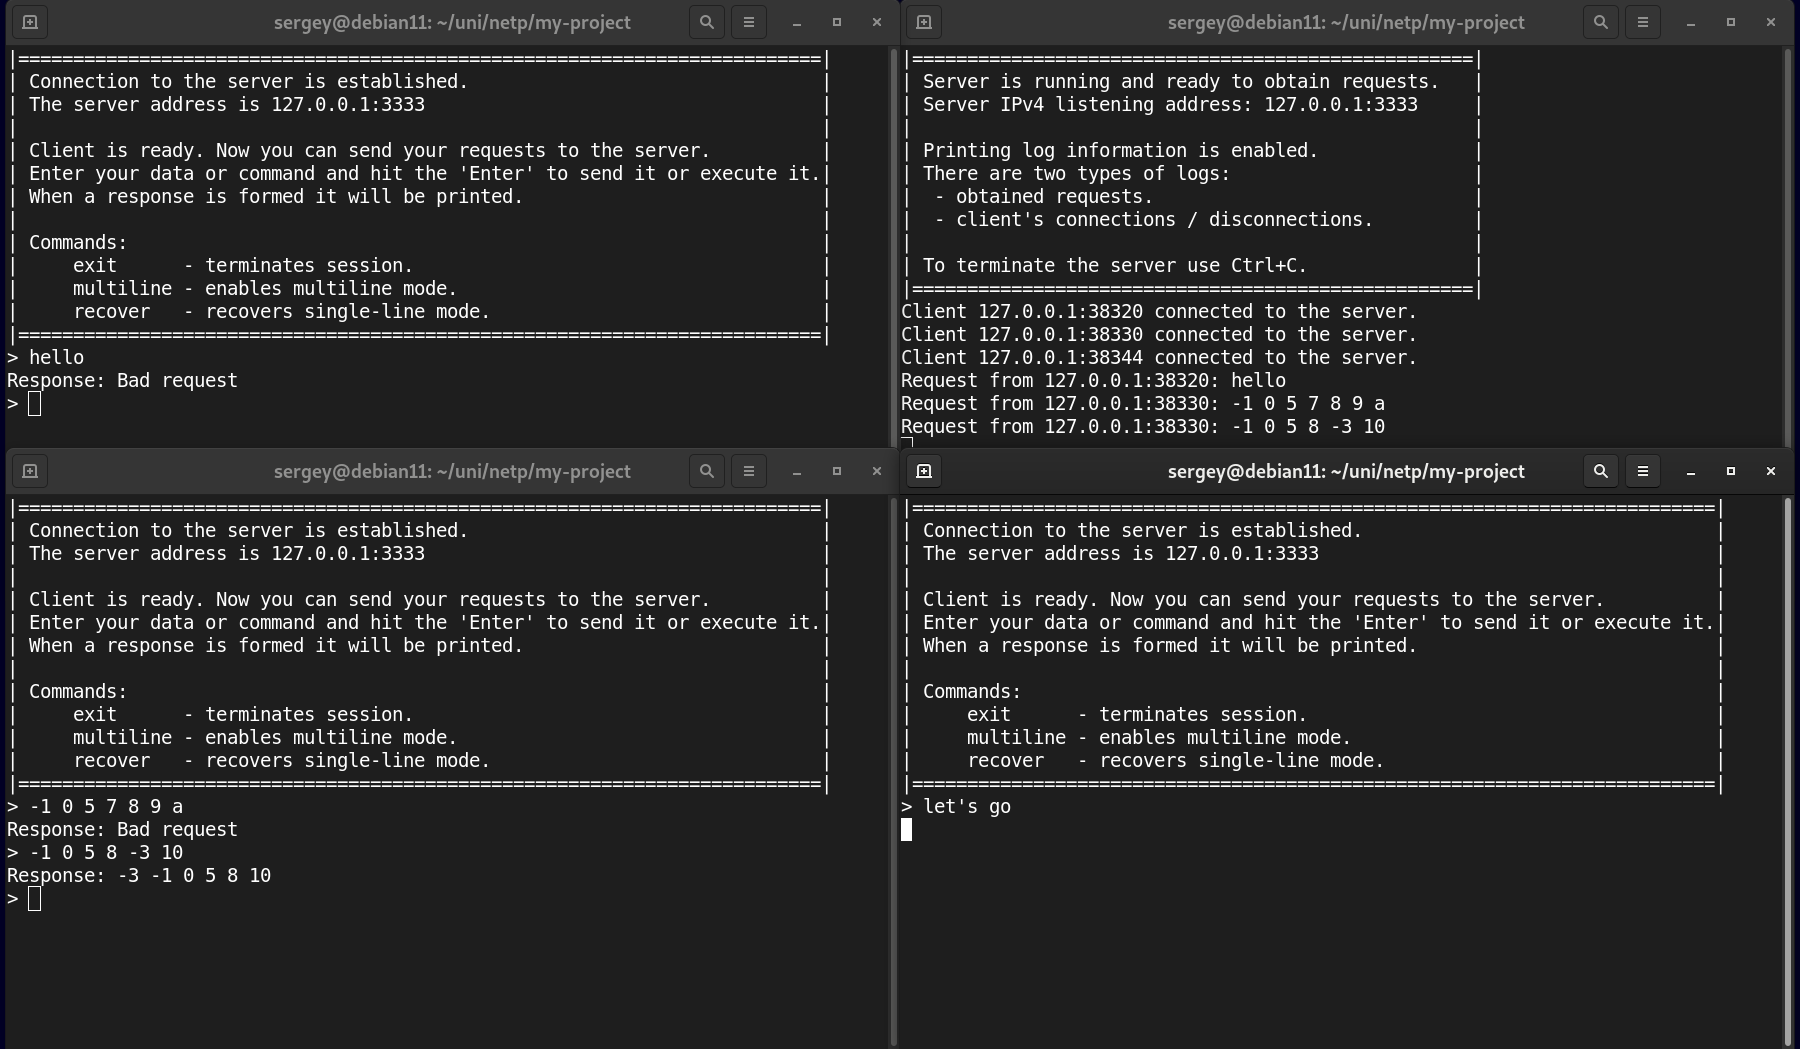 sergey@debian11: ~/uni/netp/my-project
|=========================================================================|
| Connection to the server is established.                                |
| The server address is 127.0.0.1:3333                                    |
|                                                                         |
| Client is ready. Now you can send your requests to the server.          |
| Enter your data or command and hit the 'Enter' to send it or execute it.|
| When a response is formed it will be printed.                           |
|                                                                         |
| Commands:                                                               |
|     exit      - terminates session.                                     |
|     multiline - enables multiline mode.                                 |
|     recover   - recovers single-line mode.                              |
|=========================================================================|
> hello
Response: Bad request
>
sergey@debian11: ~/uni/netp/my-project
|===================================================|
| Server is running and ready to obtain requests.   |
| Server IPv4 listening address: 127.0.0.1:3333     |
|                                                   |
| Printing log information is enabled.              |
| There are two types of logs:                      |
|  - obtained requests.                             |
|  - client's connections / disconnections.         |
|                                                   |
| To terminate the server use Ctrl+C.               |
|===================================================|
Client 127.0.0.1:38320 connected to the server.
Client 127.0.0.1:38330 connected to the server.
Client 127.0.0.1:38344 connected to the server.
Request from 127.0.0.1:38320: hello
Request from 127.0.0.1:38330: -1 0 5 7 8 9 a
Request from 127.0.0.1:38330: -1 0 5 8 -3 10
sergey@debian11: ~/uni/netp/my-project
|=========================================================================|
| Connection to the server is established.                                |
| The server address is 127.0.0.1:3333                                    |
|                                                                         |
| Client is ready. Now you can send your requests to the server.          |
| Enter your data or command and hit the 'Enter' to send it or execute it.|
| When a response is formed it will be printed.                           |
|                                                                         |
| Commands:                                                               |
|     exit      - terminates session.                                     |
|     multiline - enables multiline mode.                                 |
|     recover   - recovers single-line mode.                              |
|=========================================================================|
> -1 0 5 7 8 9 a
Response: Bad request
> -1 0 5 8 -3 10
Response: -3 -1 0 5 8 10
>
sergey@debian11: ~/uni/netp/my-project
|=========================================================================|
| Connection to the server is established.                                |
| The server address is 127.0.0.1:3333                                    |
|                                                                         |
| Client is ready. Now you can send your requests to the server.          |
| Enter your data or command and hit the 'Enter' to send it or execute it.|
| When a response is formed it will be printed.                           |
|                                                                         |
| Commands:                                                               |
|     exit      - terminates session.                                     |
|     multiline - enables multiline mode.                                 |
|     recover   - recovers single-line mode.                              |
|=========================================================================|
> let's go